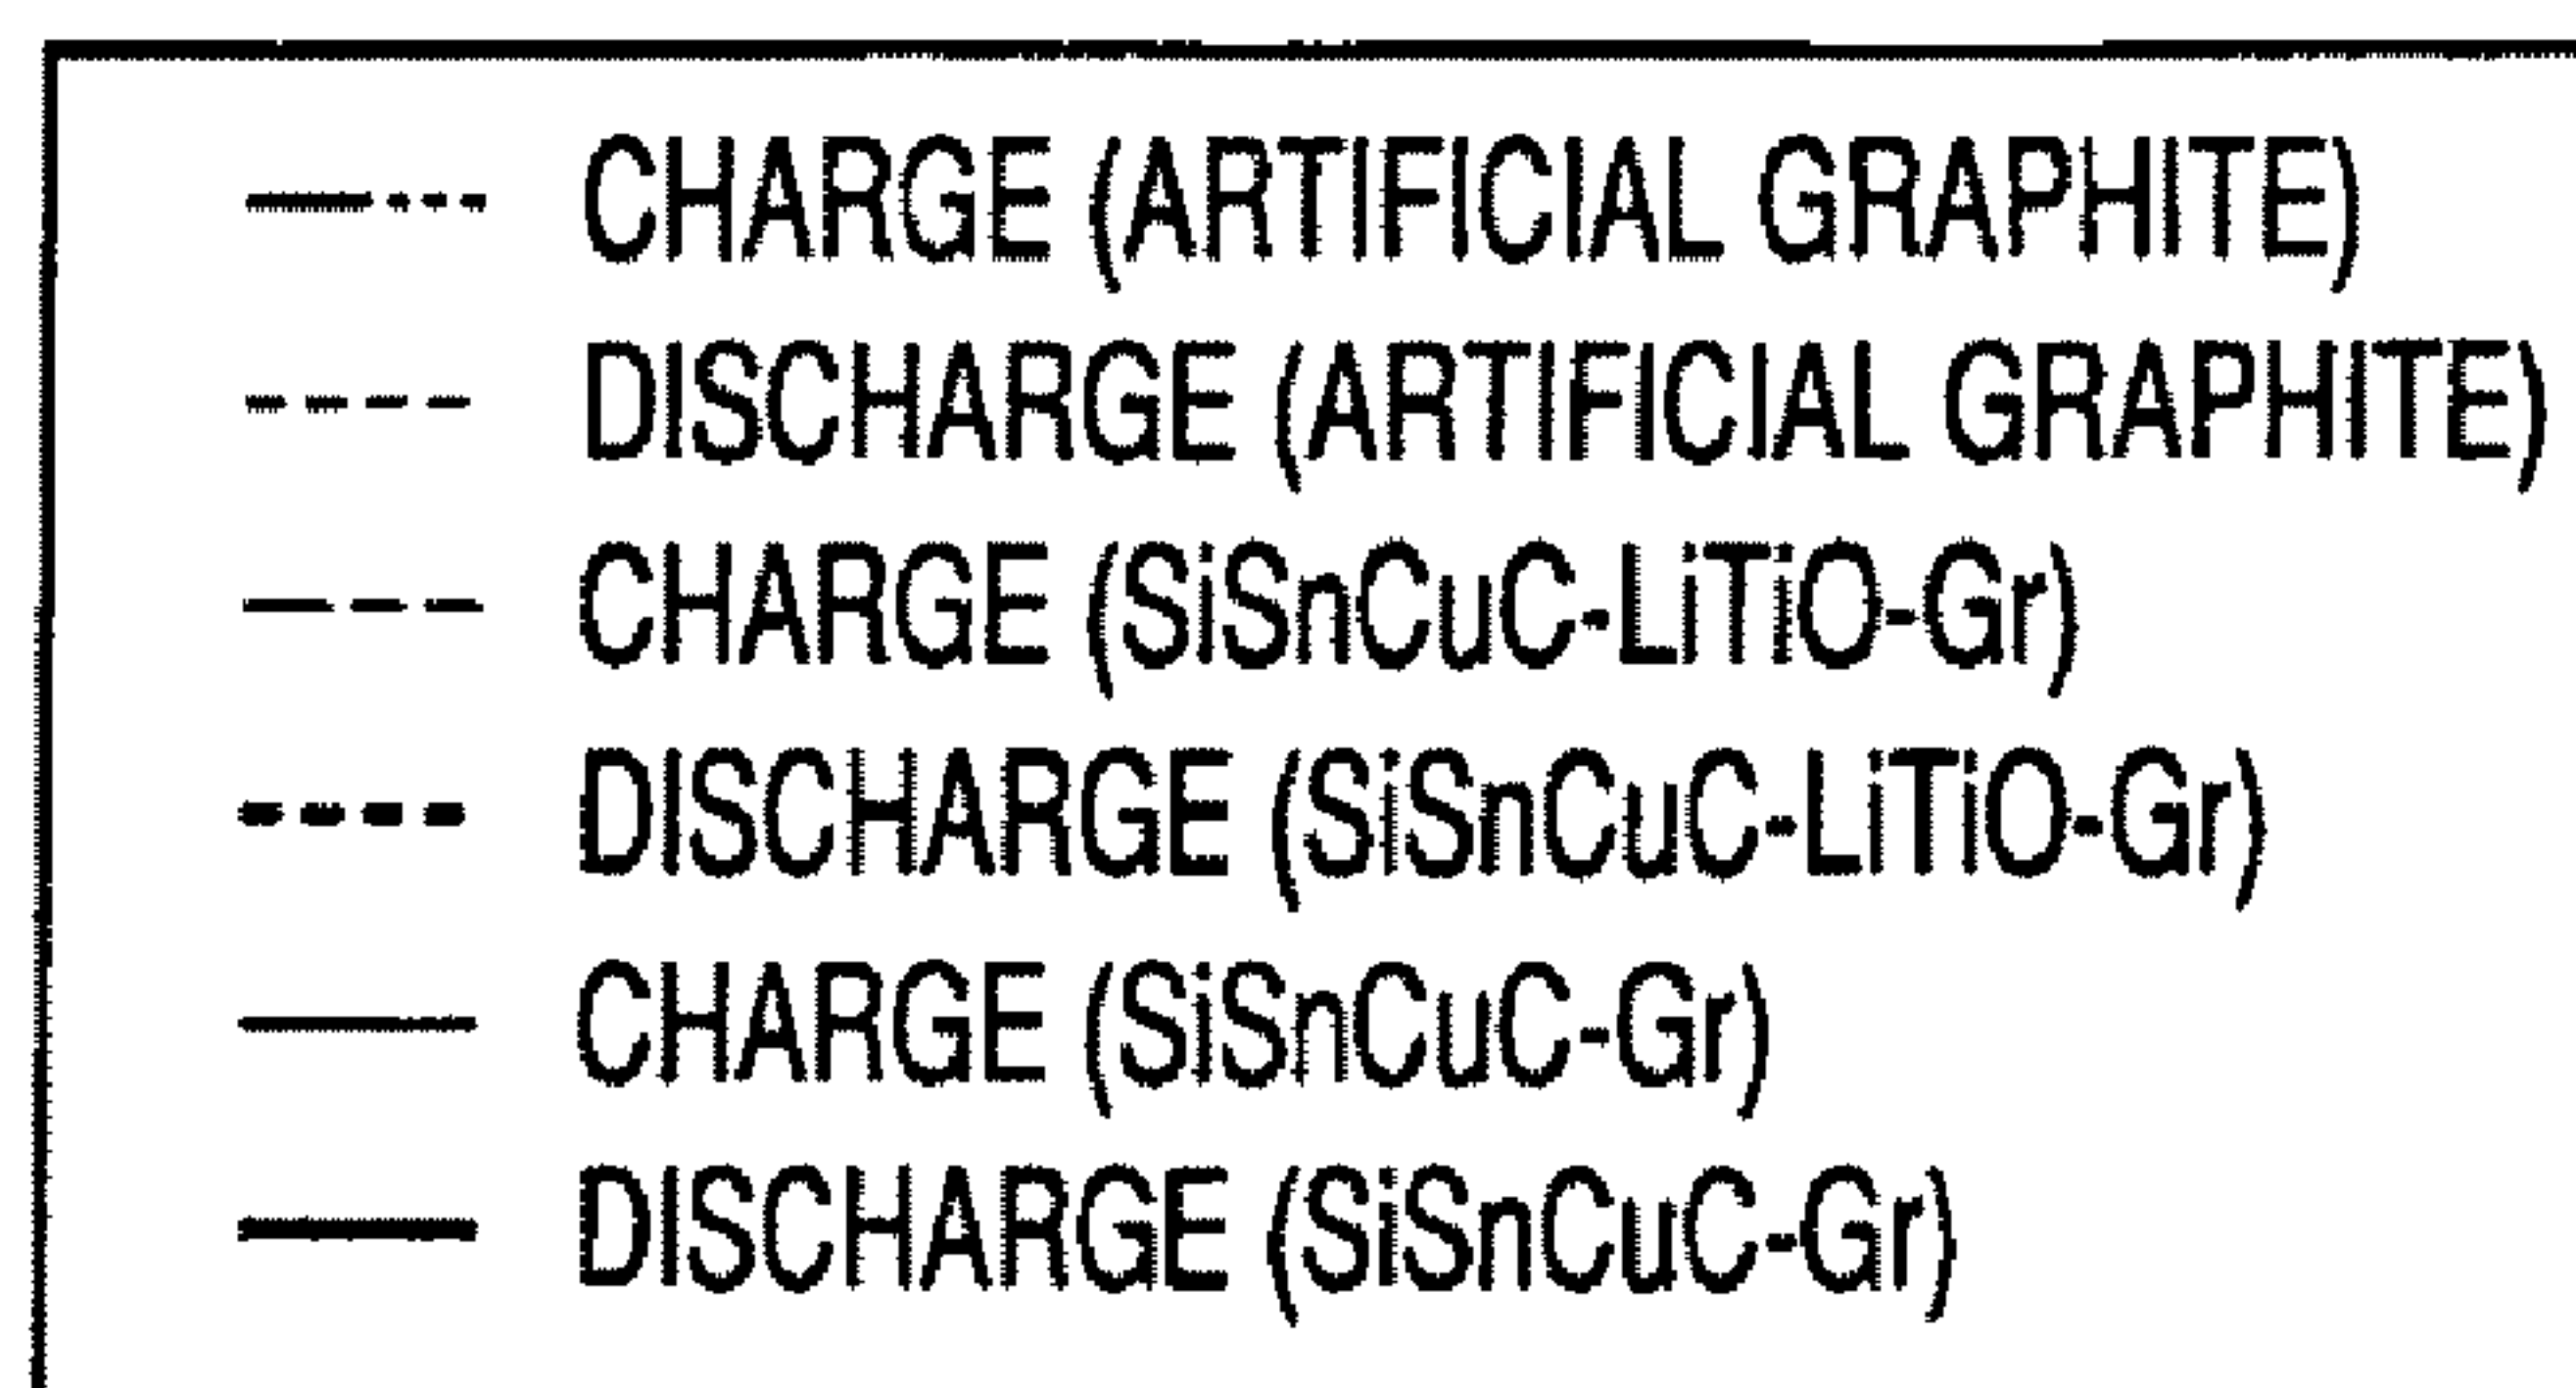 CHARGE (ARTIFICIAL GRAPHITE)
DISCHARGE (ARTIFICIAL GRAPHITE)
CHARGE (SiSnCuC-LiTiO-Gr)
DISCHARGE (SiSnCuC-LiTiO-Gr)
CHARGE (SiSnCuC-Gr)
DISCHARGE (SiSnCuC-Gr)